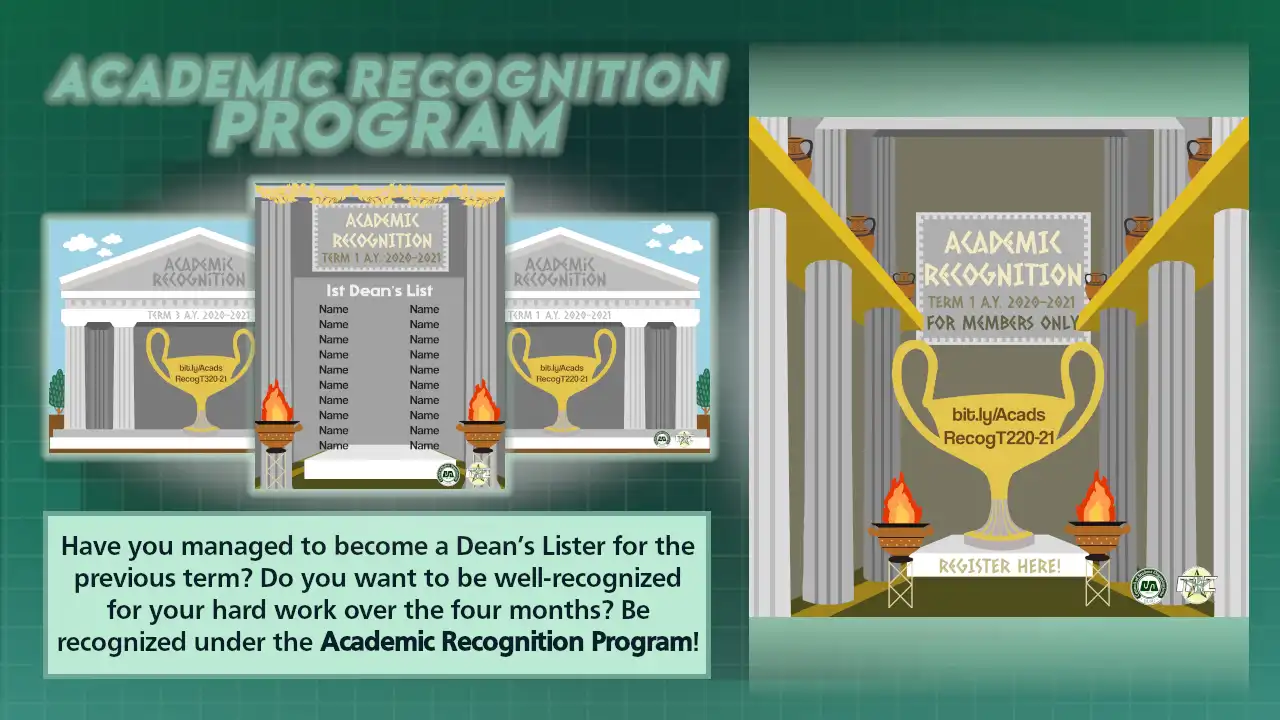 ACADEMIC RECOGNITION
PROGRAM
ACADEMIC
RECOGNITION
TERM 3 A.Y. 2020-2021
bit.ly/Acads
RecogT320-21
ACADEMIC
RECOGNITION
TERM 1 A.Y. 2020-2021
1st Dean's List
Name Name
Name Name
Name Name
Name Name
Name Name
Name Name
Name Name
Name Name
Name Name
Name Name
ACADEMIC
RECOGNITION
TERM 1 A.Y. 2020-2021
bit.ly/Acads
RecogT220-21
Have you managed to become a Dean's Lister for the
previous term? Do you want to be well-recognized
for your hard work over the four months? Be
recognized under the Academic Recognition Program!
ACADEMIC
RECOGNITION
TERM 1 A.Y. 2020-2021
FOR MEMBERS ONLY
bit.ly/Acads
RecogT220-21
REGISTER HERE!